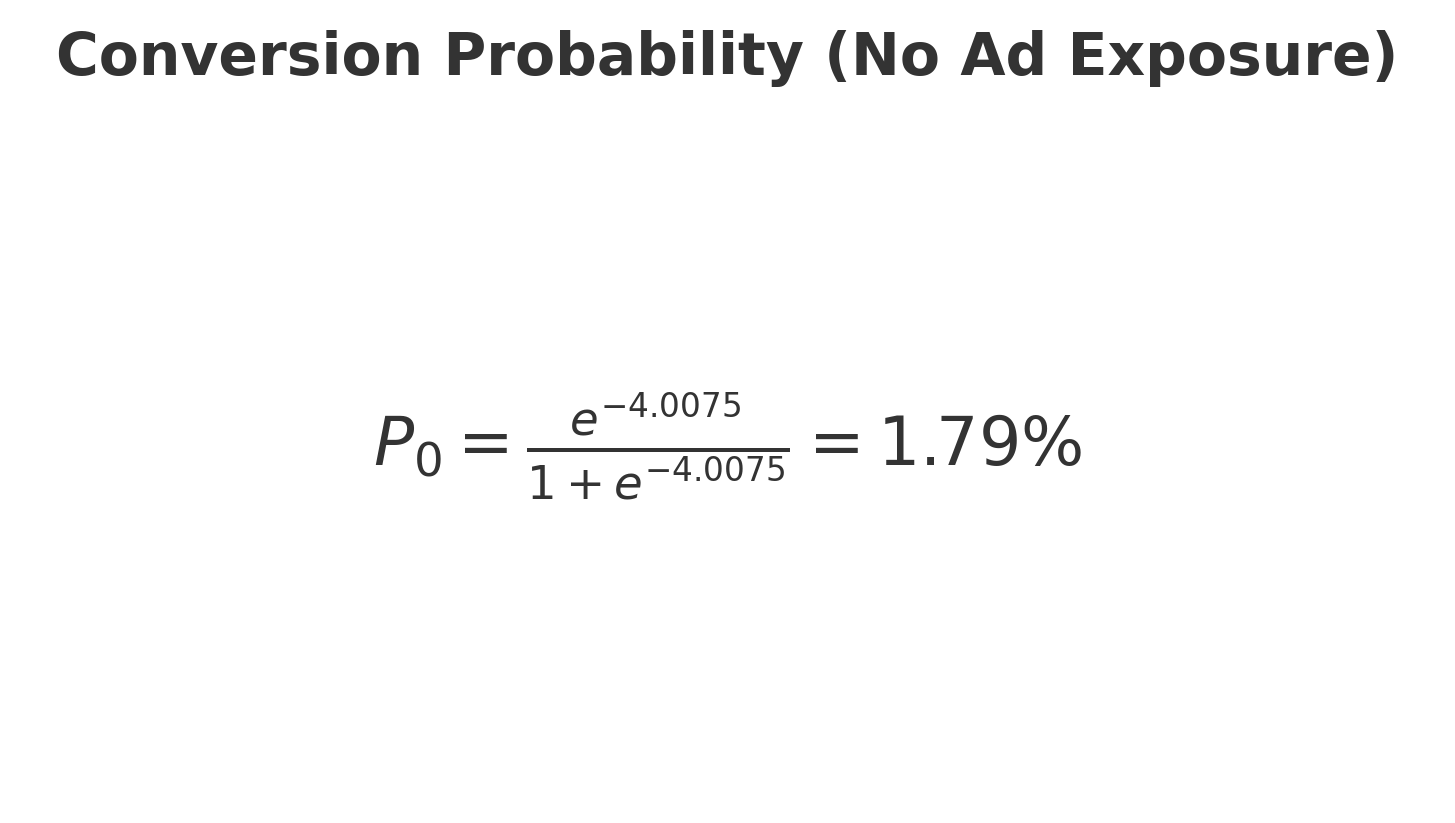 Conversion Probability (No Ad Exposure)
P₀ = e^{−4.0075} / (1 + e^{−4.0075}) = 1.79%